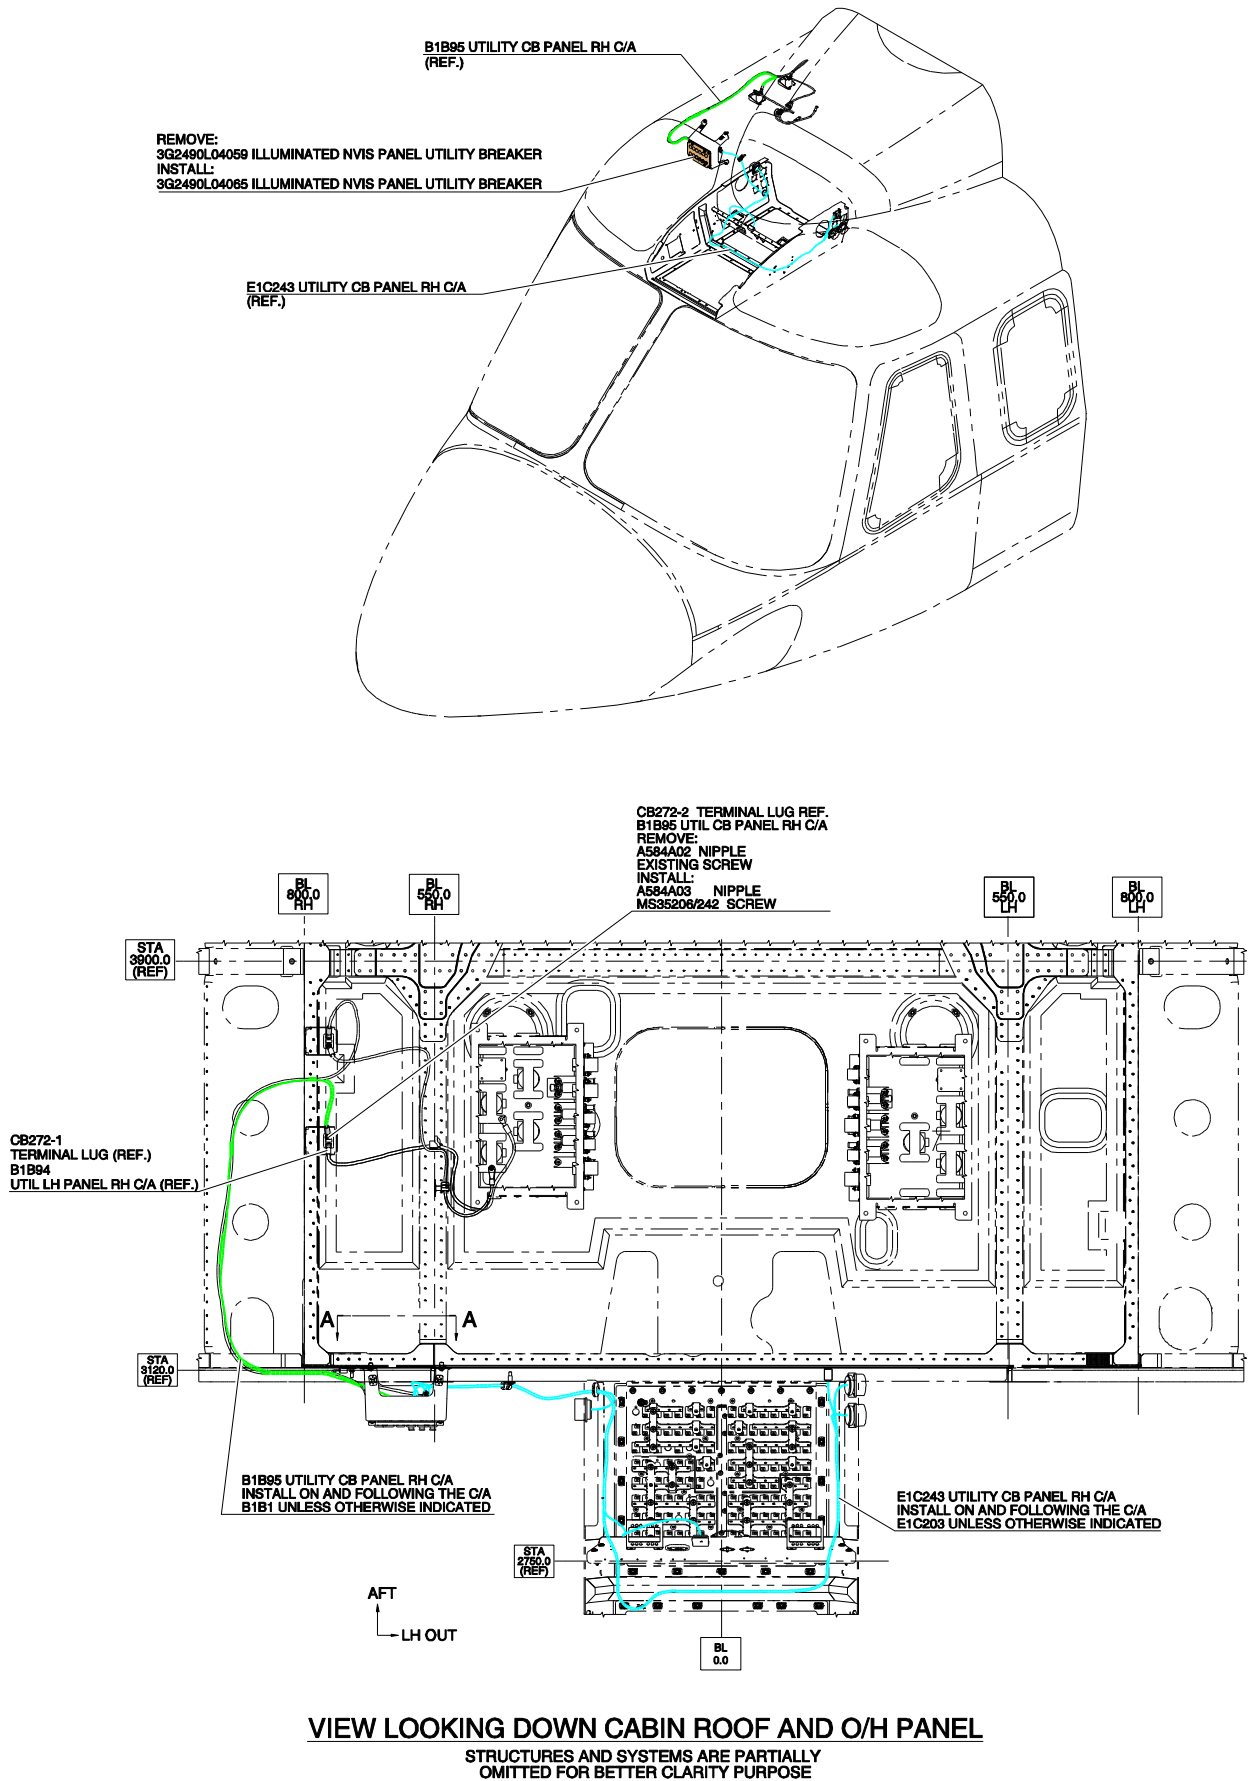 B1B95 UTILITY CB PANEL RH C/A
(REF.)
REMOVE:
3G2490L04059 ILLUMINATED NVIS PANEL UTILITY BREAKER
INSTALL:
3G2490L04065 ILLUMINATED NVIS PANEL UTILITY BREAKER
E1C243 UTILITY CB PANEL RH C/A
(REF.)
CB272-2 TERMINAL LUG REF.
B1B95 UTIL CB PANEL RH C/A
REMOVE:
A584A02 NIPPLE
EXISTING SCREW
INSTALL:
A584A03 NIPPLE
MS35206/242 SCREW
BL
800.0
RH
BL
550.0
RH
BL
550.0
LH
BL
800.0
LH
STA
3900.0
(REF)
CB272-1
TERMINAL LUG (REF.)
B1B94
UTIL LH PANEL RH C/A (REF.)
A A
STA
3120.0
(REF)
B1B95 UTILITY CB PANEL RH C/A
INSTALL ON AND FOLLOWING THE C/A
B1B1 UNLESS OTHERWISE INDICATED
E1C243 UTILITY CB PANEL RH C/A
INSTALL ON AND FOLLOWING THE C/A
E1C203 UNLESS OTHERWISE INDICATED
STA
2750.0
(REF)
AFT
LH OUT
BL
0.0
VIEW LOOKING DOWN CABIN ROOF AND O/H PANEL
STRUCTURES AND SYSTEMS ARE PARTIALLY
OMITTED FOR BETTER CLARITY PURPOSE